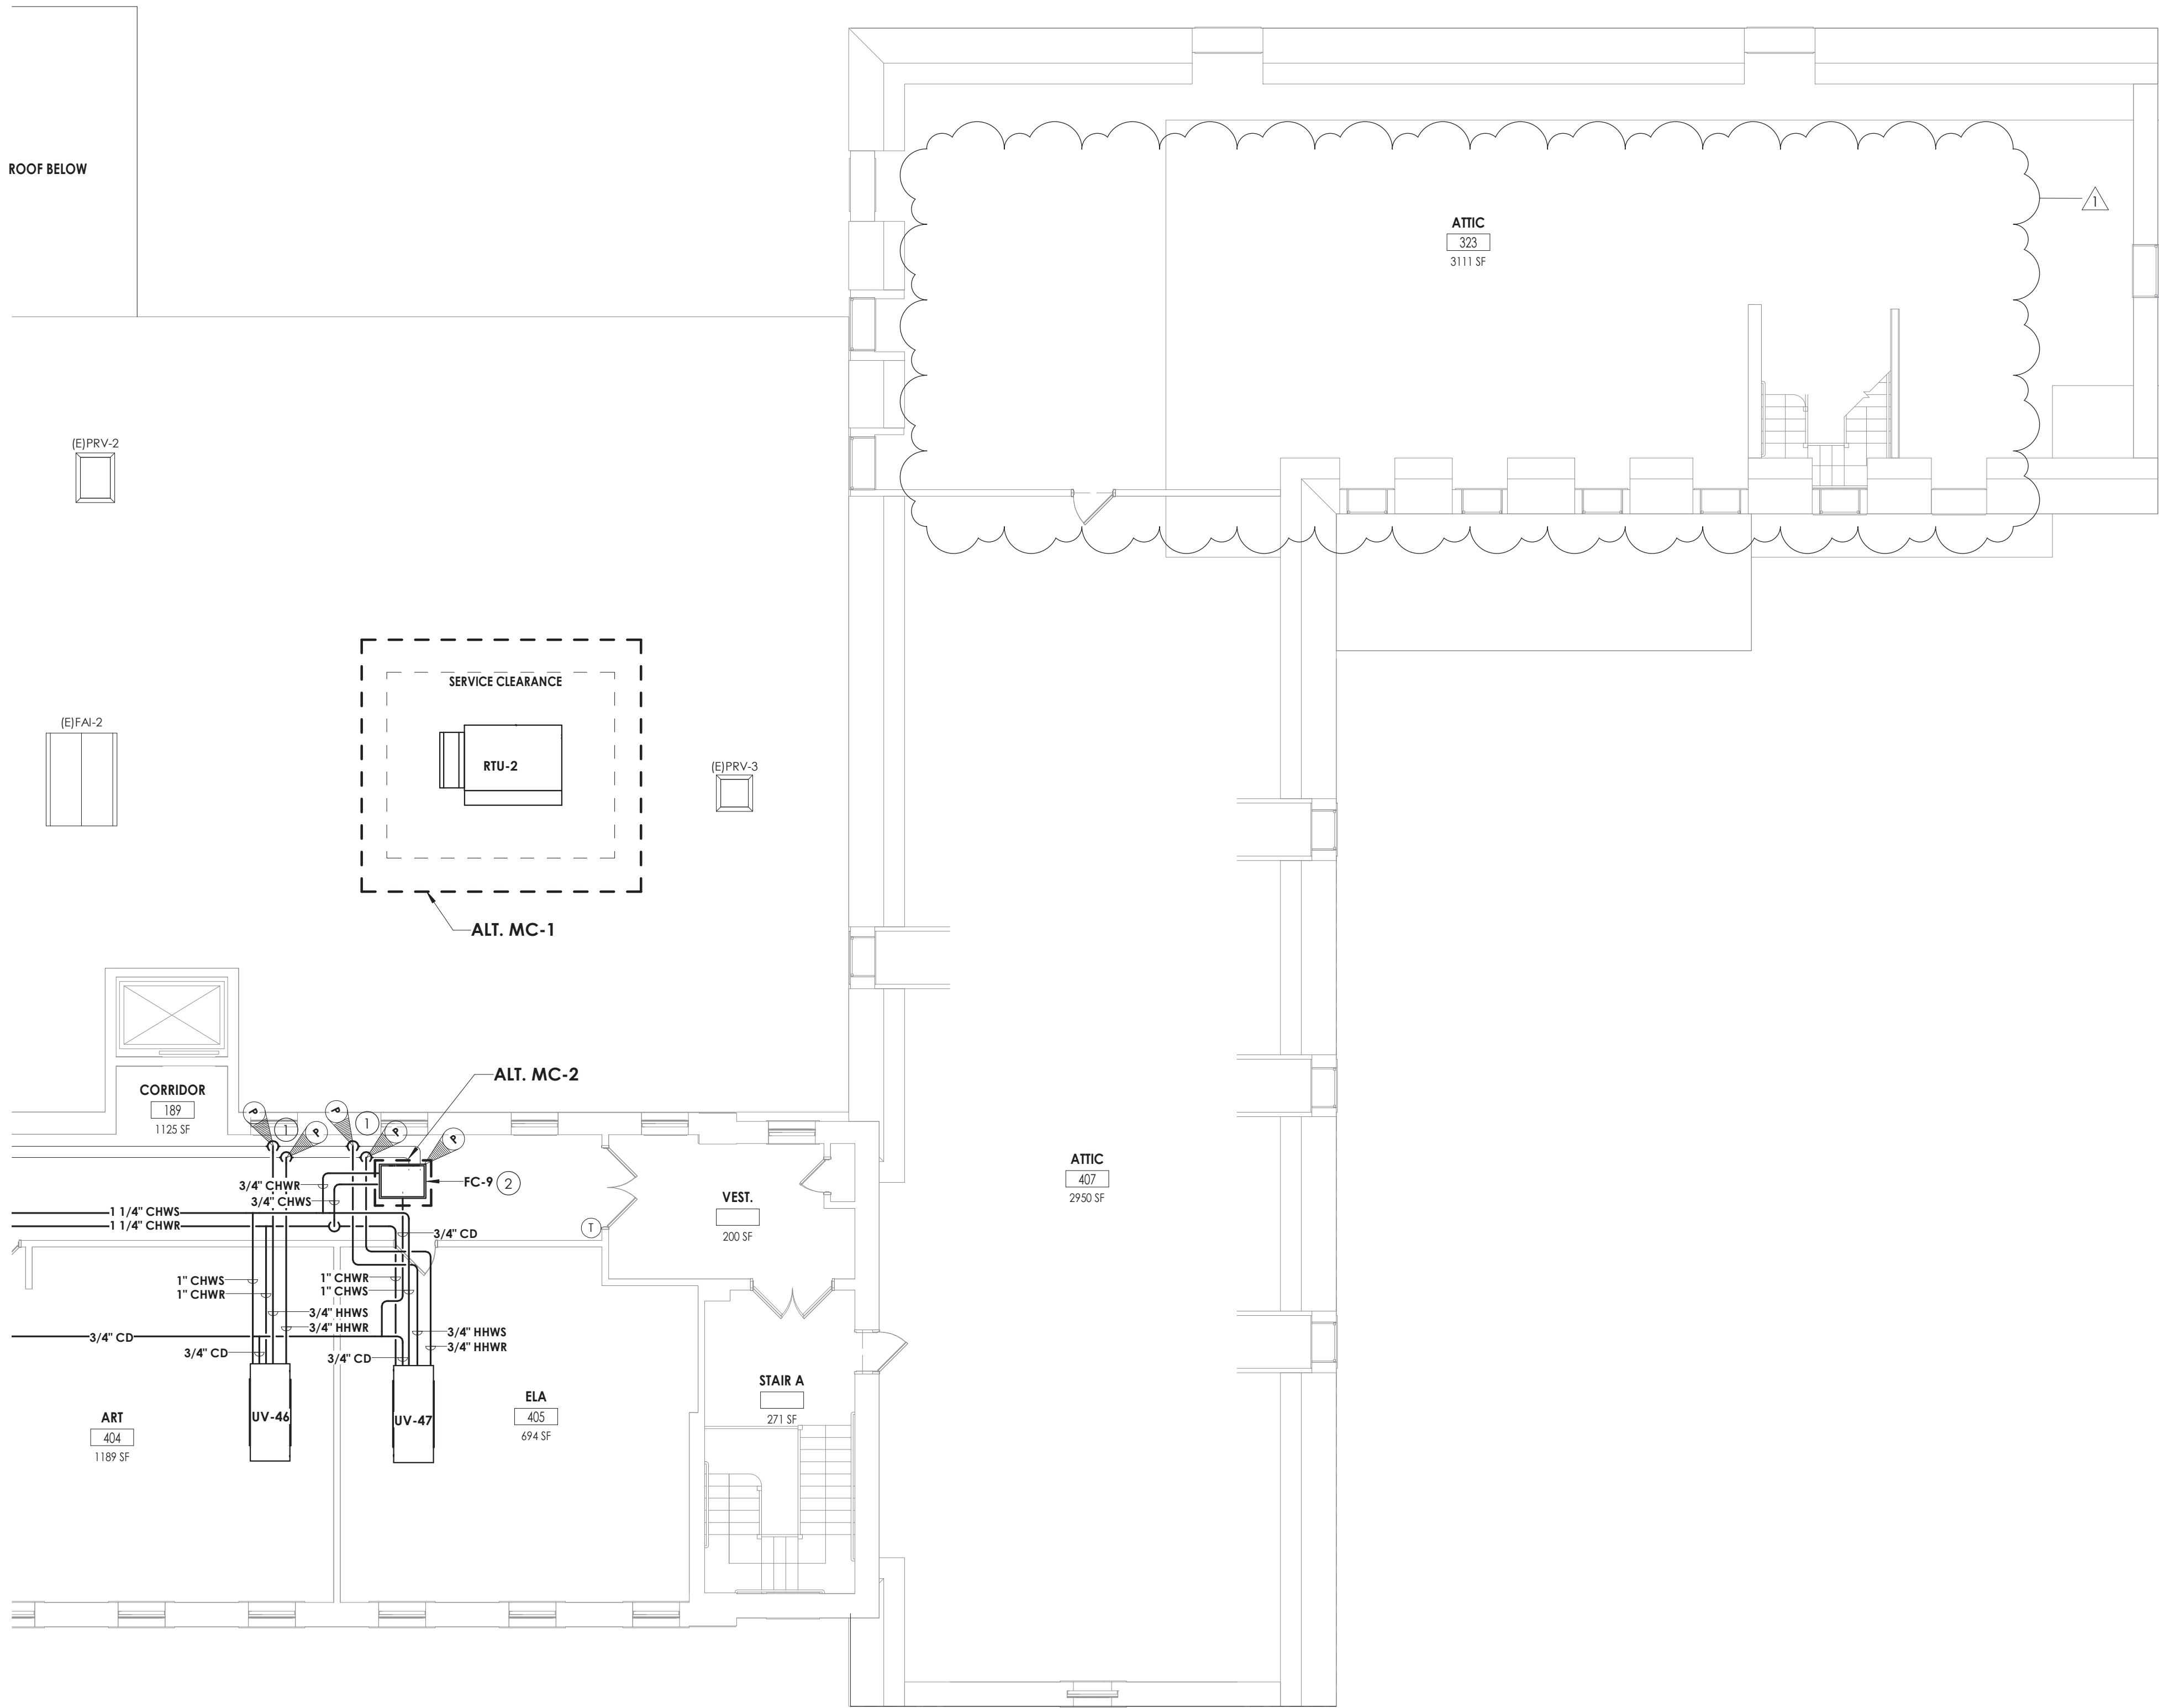 ROOF BELOW
ATTIC
323
3111 SF
1
(E)PRV-2
SERVICE CLEARANCE
(E)FAI-2
RTU-2
(E)PRV-3
ALT. MC-1
ALT. MC-2
CORRIDOR
189
1125 SF
P
1
P
P
1
P
P
3/4" CHWR
3/4" CHWS
FC-9
2
1 1/4" CHWS
1 1/4" CHWR
T
3/4" CD
VEST.
200 SF
ATTIC
407
2950 SF
1" CHWS
1" CHWR
1" CHWR
1" CHWS
3/4" HHWS
3/4" HHWR
3/4" CD
3/4" CD
3/4" CD
3/4" HHWS
3/4" HHWR
UV-46
UV-47
ART
404
1189 SF
ELA
405
694 SF
STAIR A
271 SF